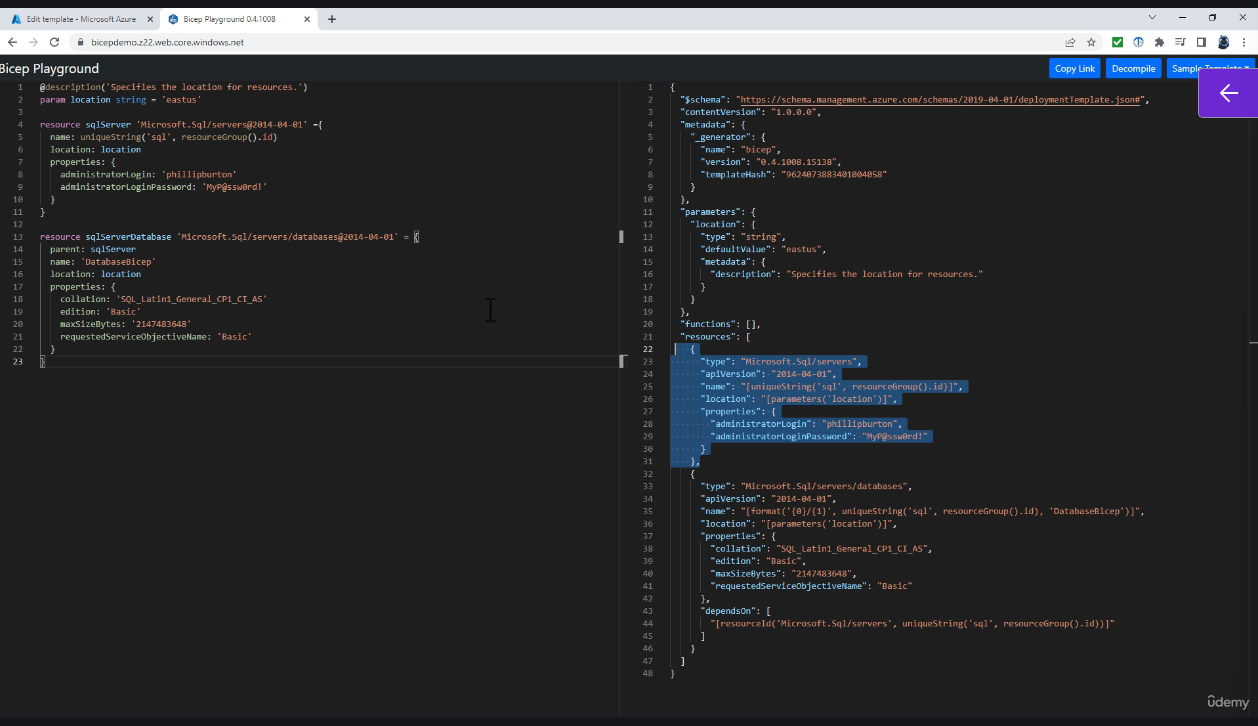 Edit template - Microsoft Azure
Bicep Playground 0.4.1008
bicepdemo.z22.web.core.windows.net
Bicep Playground
Copy Link
Decompile
Sample Template
1 @description('Specifies the location for resources.')
2 param location string = 'eastus'
3
4 resource sqlServer 'Microsoft.Sql/servers@2014-04-01' ={
5 name: uniqueString('sql', resourceGroup().id)
6 location: location
7 properties: {
8 administratorLogin: 'phillipburton'
9 administratorLoginPassword: 'MyP@ssw0rd!'
10 }
11 }
12
13 resource sqlServerDatabase 'Microsoft.Sql/servers/databases@2014-04-01' = {
14 parent: sqlServer
15 name: 'DatabaseBicep'
16 location: location
17 properties: {
18 collation: 'SQL_Latin1_General_CP1_CI_AS'
19 edition: 'Basic'
20 maxSizeBytes: '2147483648'
21 requestedServiceObjectiveName: 'Basic'
22 }
23 }
1 {
2 "$schema": "https://schema.management.azure.com/schemas/2019-04-01/deploymentTemplate.json#",
3 "contentVersion": "1.0.0.0",
4 "metadata": {
5 "_generator": {
6 "name": "bicep",
7 "version": "0.4.1008.15138",
8 "templateHash": "9624073883401004058"
9 }
10 },
11 "parameters": {
12 "location": {
13 "type": "string",
14 "defaultValue": "eastus",
15 "metadata": {
16 "description": "Specifies the location for resources."
17 }
18 }
19 },
20 "functions": [],
21 "resources": [
22 {
23 "type": "Microsoft.Sql/servers",
24 "apiVersion": "2014-04-01",
25 "name": "[uniqueString('sql', resourceGroup().id)]",
26 "location": "[parameters('location')]",
27 "properties": {
28 "administratorLogin": "phillipburton",
29 "administratorLoginPassword": "MyP@ssw0rd!"
30 }
31 },
32 {
33 "type": "Microsoft.Sql/servers/databases",
34 "apiVersion": "2014-04-01",
35 "name": "[format('{0}/{1}', uniqueString('sql', resourceGroup().id), 'DatabaseBicep')]",
36 "location": "[parameters('location')]",
37 "properties": {
38 "collation": "SQL_Latin1_General_CP1_CI_AS",
39 "edition": "Basic",
40 "maxSizeBytes": "2147483648",
41 "requestedServiceObjectiveName": "Basic"
42 },
43 "dependsOn": [
44 "[resourceId('Microsoft.Sql/servers', uniqueString('sql', resourceGroup().id))]"
45 ]
46 }
47 ]
48 }
ûdemy